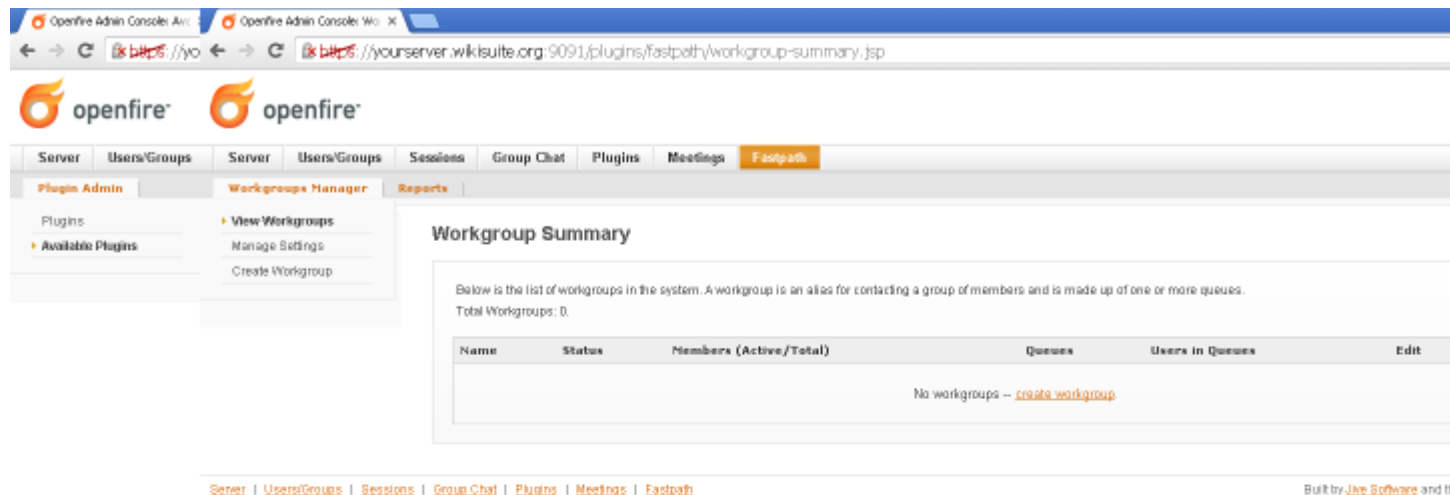 Openfire Admin Console: Av
Openfire Admin Console: Wo
https://yo
https://yourserver.wikisuite.org:9091/plugins/fastpath/workgroup-summary.jsp
openfire
openfire
Server Users/Groups
Server Users/Groups Sessions Group Chat Plugins Meetings Fastpath
Plugin Admin
Workgroups Manager Reports
Plugins
Available Plugins
View Workgroups
Manage Settings
Create Workgroup
Workgroup Summary
Below is the list of workgroups in the system. A workgroup is an alias for contacting a group of members and is made up of one or more queues.
Total Workgroups: 0.
Name Status Members (Active/Total) Queues Users in Queues Edit
No workgroups -- create workgroup.
Server | Users/Groups | Sessions | Group Chat | Plugins | Meetings | Fastpath
Built by Jive Software and t